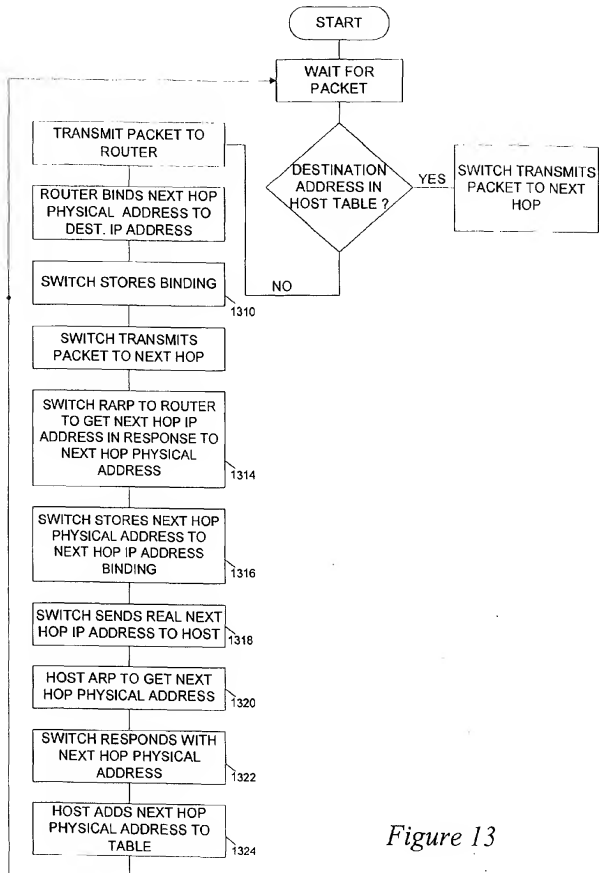 START
WAIT FOR
PACKET
DESTINATION
ADDRESS IN
HOST TABLE ?
YES
SWITCH TRANSMITS
PACKET TO NEXT
HOP
NO
TRANSMIT PACKET TO
ROUTER
ROUTER BINDS NEXT HOP
PHYSICAL ADDRESS TO
DEST. IP ADDRESS
SWITCH STORES BINDING
1310
SWITCH TRANSMITS
PACKET TO NEXT HOP
SWITCH RARP TO ROUTER
TO GET NEXT HOP IP
ADDRESS IN RESPONSE TO
NEXT HOP PHYSICAL
ADDRESS
1314
SWITCH STORES NEXT HOP
PHYSICAL ADDRESS TO
NEXT HOP IP ADDRESS
BINDING
1316
SWITCH SENDS REAL NEXT
HOP IP ADDRESS TO HOST
1318
HOST ARP TO GET NEXT
HOP PHYSICAL ADDRESS
1320
SWITCH RESPONDS WITH
NEXT HOP PHYSICAL
ADDRESS
1322
HOST ADDS NEXT HOP
PHYSICAL ADDRESS TO
TABLE
1324
Figure 13